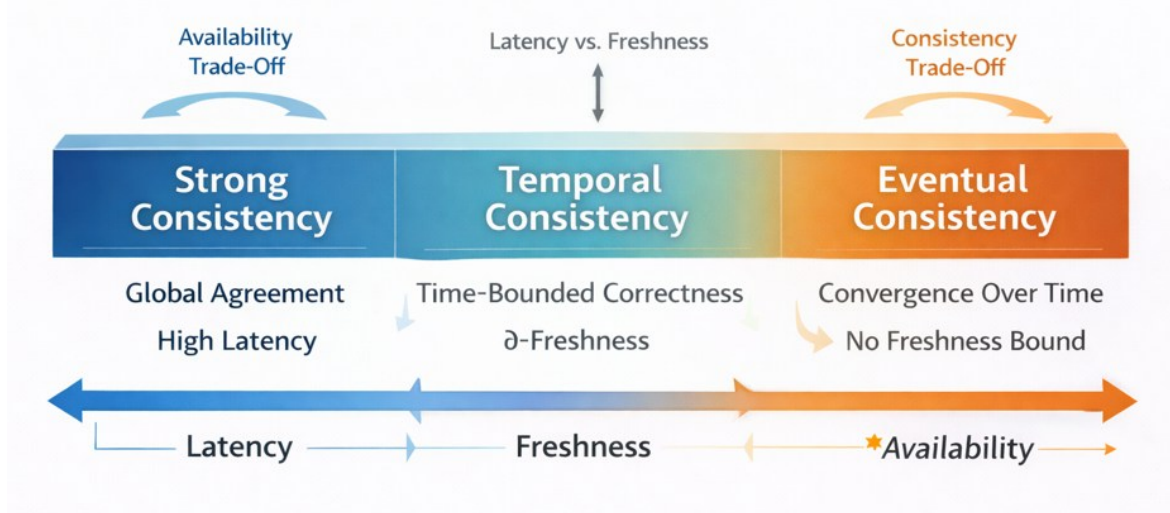 Availability
Trade-Off
Latency vs. Freshness
Consistency
Trade-Off
Strong
Consistency
Temporal
Consistency
Eventual
Consistency
Global Agreement
High Latency
Time-Bounded Correctness
∂-Freshness
Convergence Over Time
No Freshness Bound
Latency
Freshness
Availability